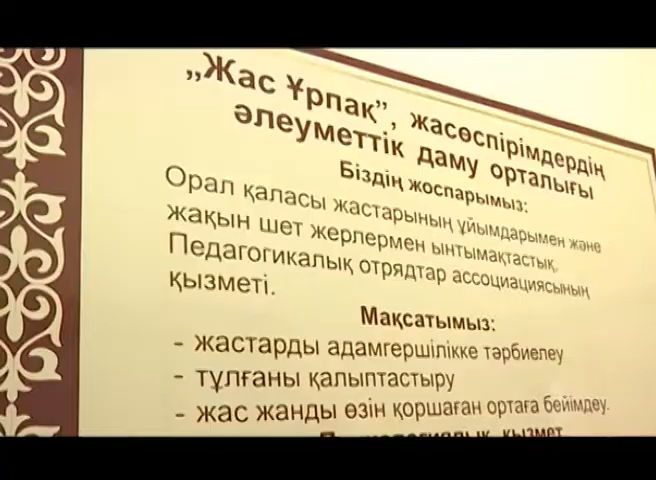 „Жас Ұрпақ”, жасөспірімдердің
әлеуметтік даму орталығы
Біздің жоспарымыз:
Орал қаласы жастарының ұйымдарымен және
жақын шет жерлермен ынтымақтастық.
Педагогикалық отрядтар ассоциациясының
қызметі.
Мақсатымыз:
- жастарды адамгершілікке тәрбиелеу
- тұлғаны қалыптастыру
- жас жанды өзін қоршаған ортаға бейімдеу.